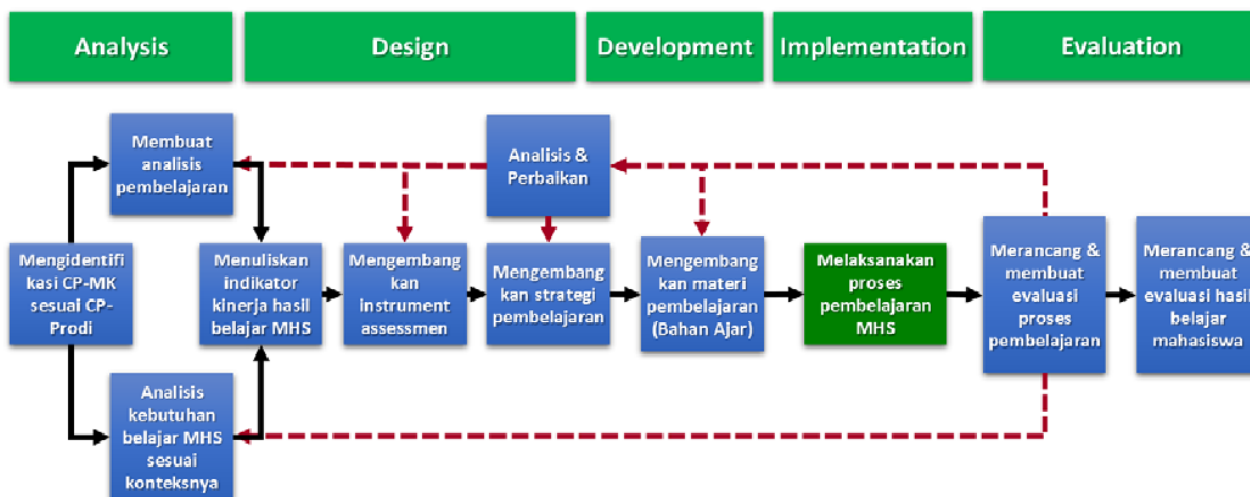 Analysis
Design
Development
Implementation
Evaluation
Membuat
analisis
pembelajaran
Analisis &
Perbaikan
Mengidentifi
kasi CP-MK
sesuai CP-
Prodi
Menuliskan
indikator
kinerja hasil
belajar MHS
Mengembang
kan
instrument
assessmen
Mengembang
kan strategi
pembelajaran
Mengembang
kan materi
pembelajaran
(Bahan Ajar)
Melaksanakan
proses
pembelajaran
MHS
Merancang &
membuat
evaluasi
proses
pembelajaran
Merancang &
membuat
evaluasi hasil
belajar
mahasiswa
Analisis
kebutuhan
belajar MHS
sesuai
konteksnya